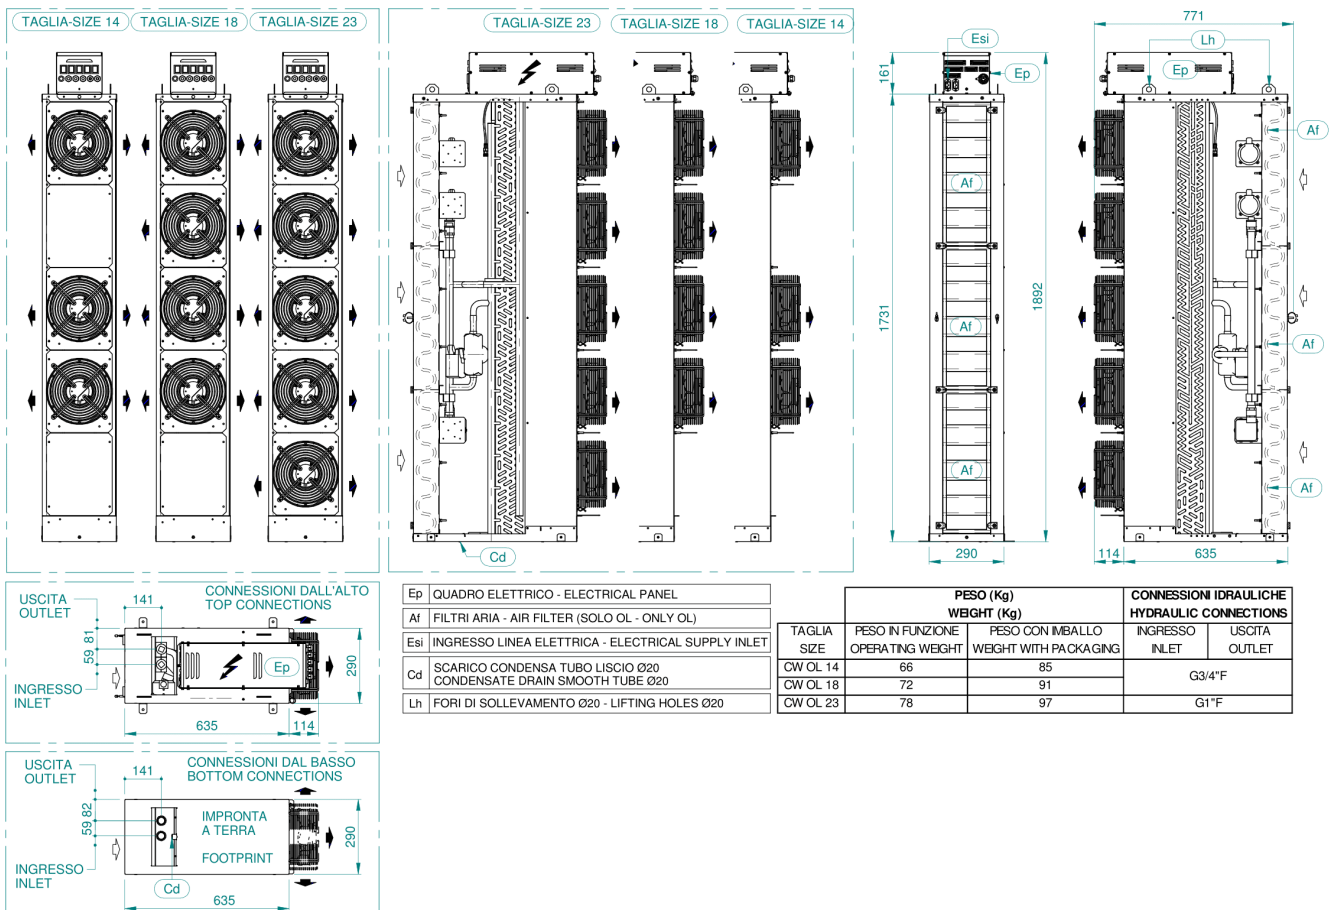 TAGLIA-SIZE 14
TAGLIA-SIZE 18
TAGLIA-SIZE 23
TAGLIA-SIZE 23
TAGLIA-SIZE 18
TAGLIA-SIZE 14
Cd
Esi
Ep
161
1731
1892
Af
Af
Af
290
771
Lh
Ep
Af
Af
Af
114
635
USCITA
OUTLET
141
CONNESSIONI DALL'ALTO
TOP CONNECTIONS
81
59
Ep
290
INGRESSO
INLET
635
114
USCITA
OUTLET
141
CONNESSIONI DAL BASSO
BOTTOM CONNECTIONS
82
59
IMPRONTA
A TERRA
FOOTPRINT
290
INGRESSO
INLET
Cd
635
Ep QUADRO ELETTRICO - ELECTRICAL PANEL
Af FILTRI ARIA - AIR FILTER (SOLO OL - ONLY OL)
Esi INGRESSO LINEA ELETTRICA - ELECTRICAL SUPPLY INLET
Cd SCARICO CONDENSA TUBO LISCIO Ø20
CONDENSATE DRAIN SMOOTH TUBE Ø20
Lh FORI DI SOLLEVAMENTO Ø20 - LIFTING HOLES Ø20
PESO (Kg) CONNESSIONI IDRAULICHE
WEIGHT (Kg) HYDRAULIC CONNECTIONS
TAGLIA PESO IN FUNZIONE PESO CON IMBALLO INGRESSO USCITA
SIZE OPERATING WEIGHT WEIGHT WITH PACKAGING INLET OUTLET
CW OL 14 66 85 G3/4"F
CW OL 18 72 91
CW OL 23 78 97 G1"F